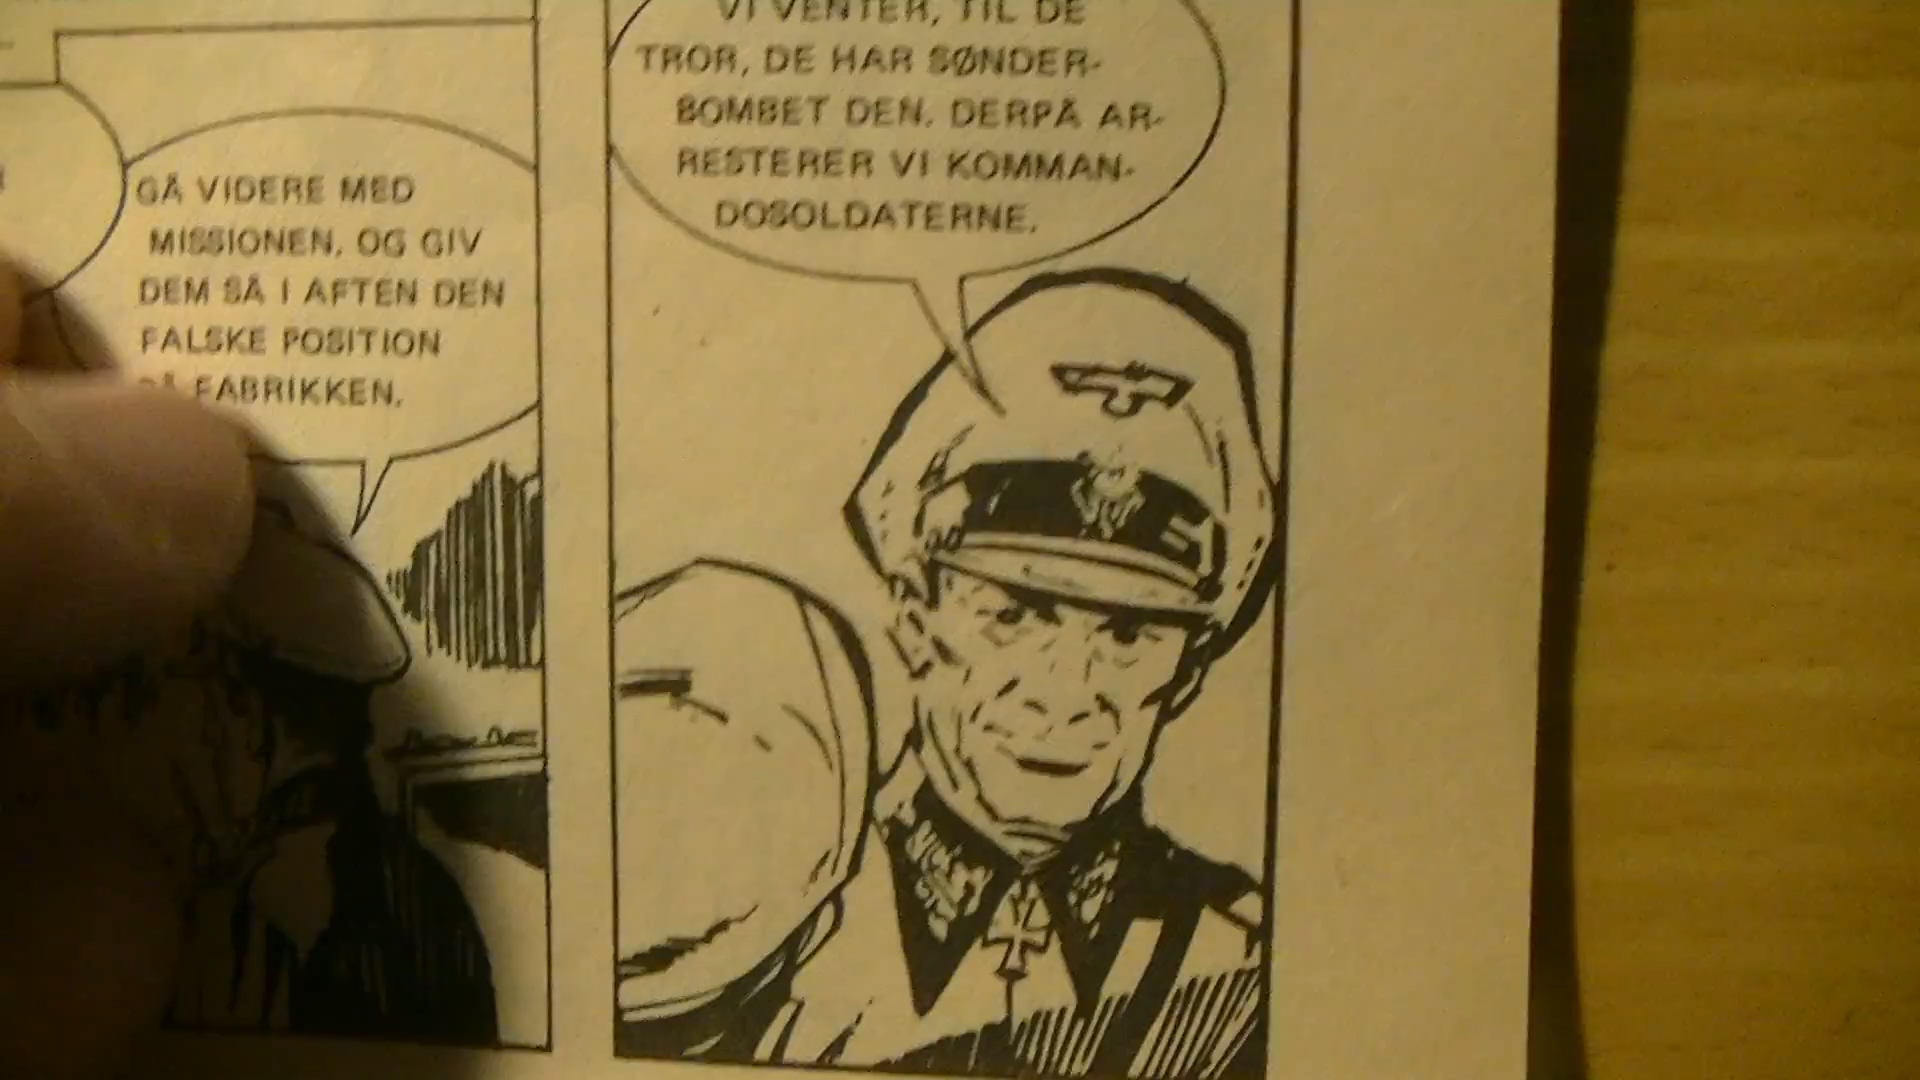 GÅ VIDERE MED
MISSIONEN, OG GIV
DEM SÅ I AFTEN DEN
FALSKE POSITION
PÅ FABRIKKEN.
VI VENTER, TIL DE
TROR, DE HAR SØNDER-
BOMBET DEN. DERPÅ AR-
RESTERER VI KOMMAN-
DOSOLDATERNE.